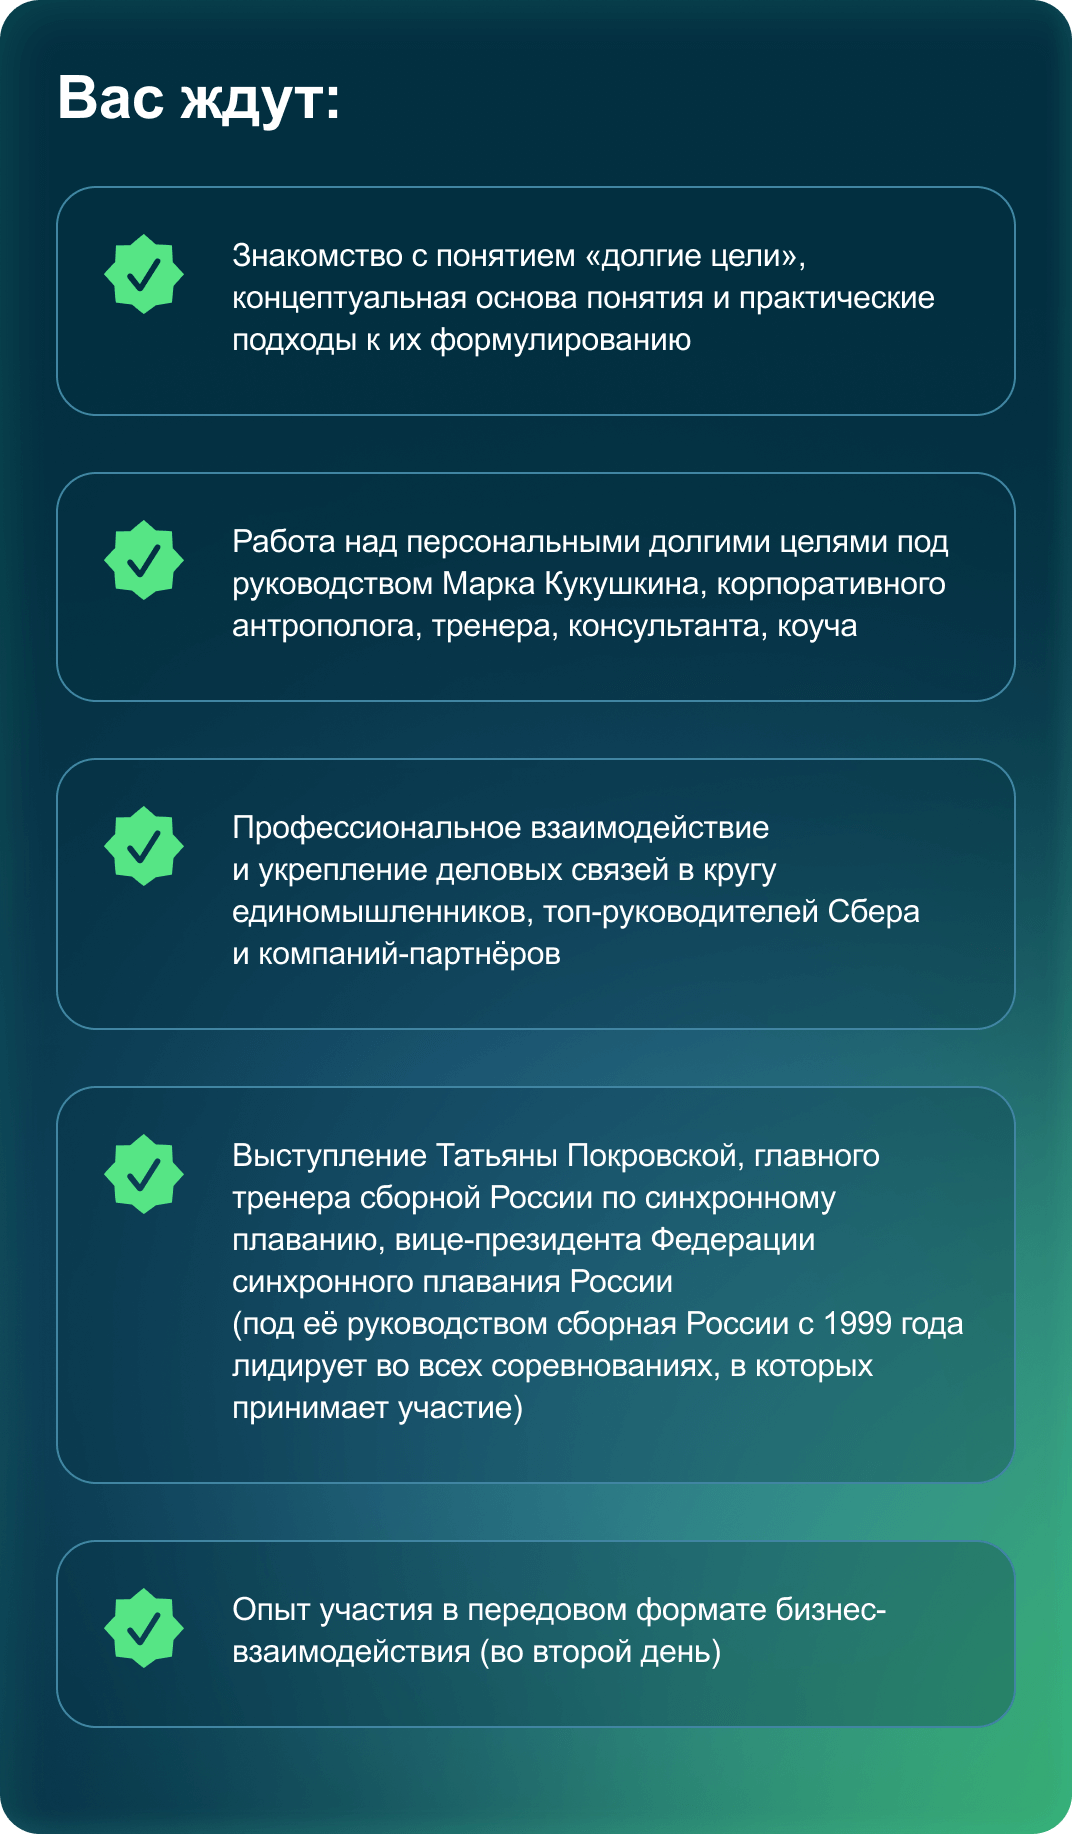 Вас ждут:
Знакомство с понятием «долгие цели»,
концептуальная основа понятия и практические
подходы к их формулированию
Работа над персональными долгими целями под
руководством Марка Кукушкина, корпоративного
антрополога, тренера, консультанта, коуча
Профессиональное взаимодействие
и укрепление деловых связей в кругу
единомышленников, топ-руководителей Сбера
и компаний-партнёров
Выступление Татьяны Покровской, главного
тренера сборной России по синхронному
плаванию, вице-президента Федерации
синхронного плавания России
(под её руководством сборная России с 1999 года
лидирует во всех соревнованиях, в которых
принимает участие)
Опыт участия в передовом формате бизнес-
взаимодействия (во второй день)